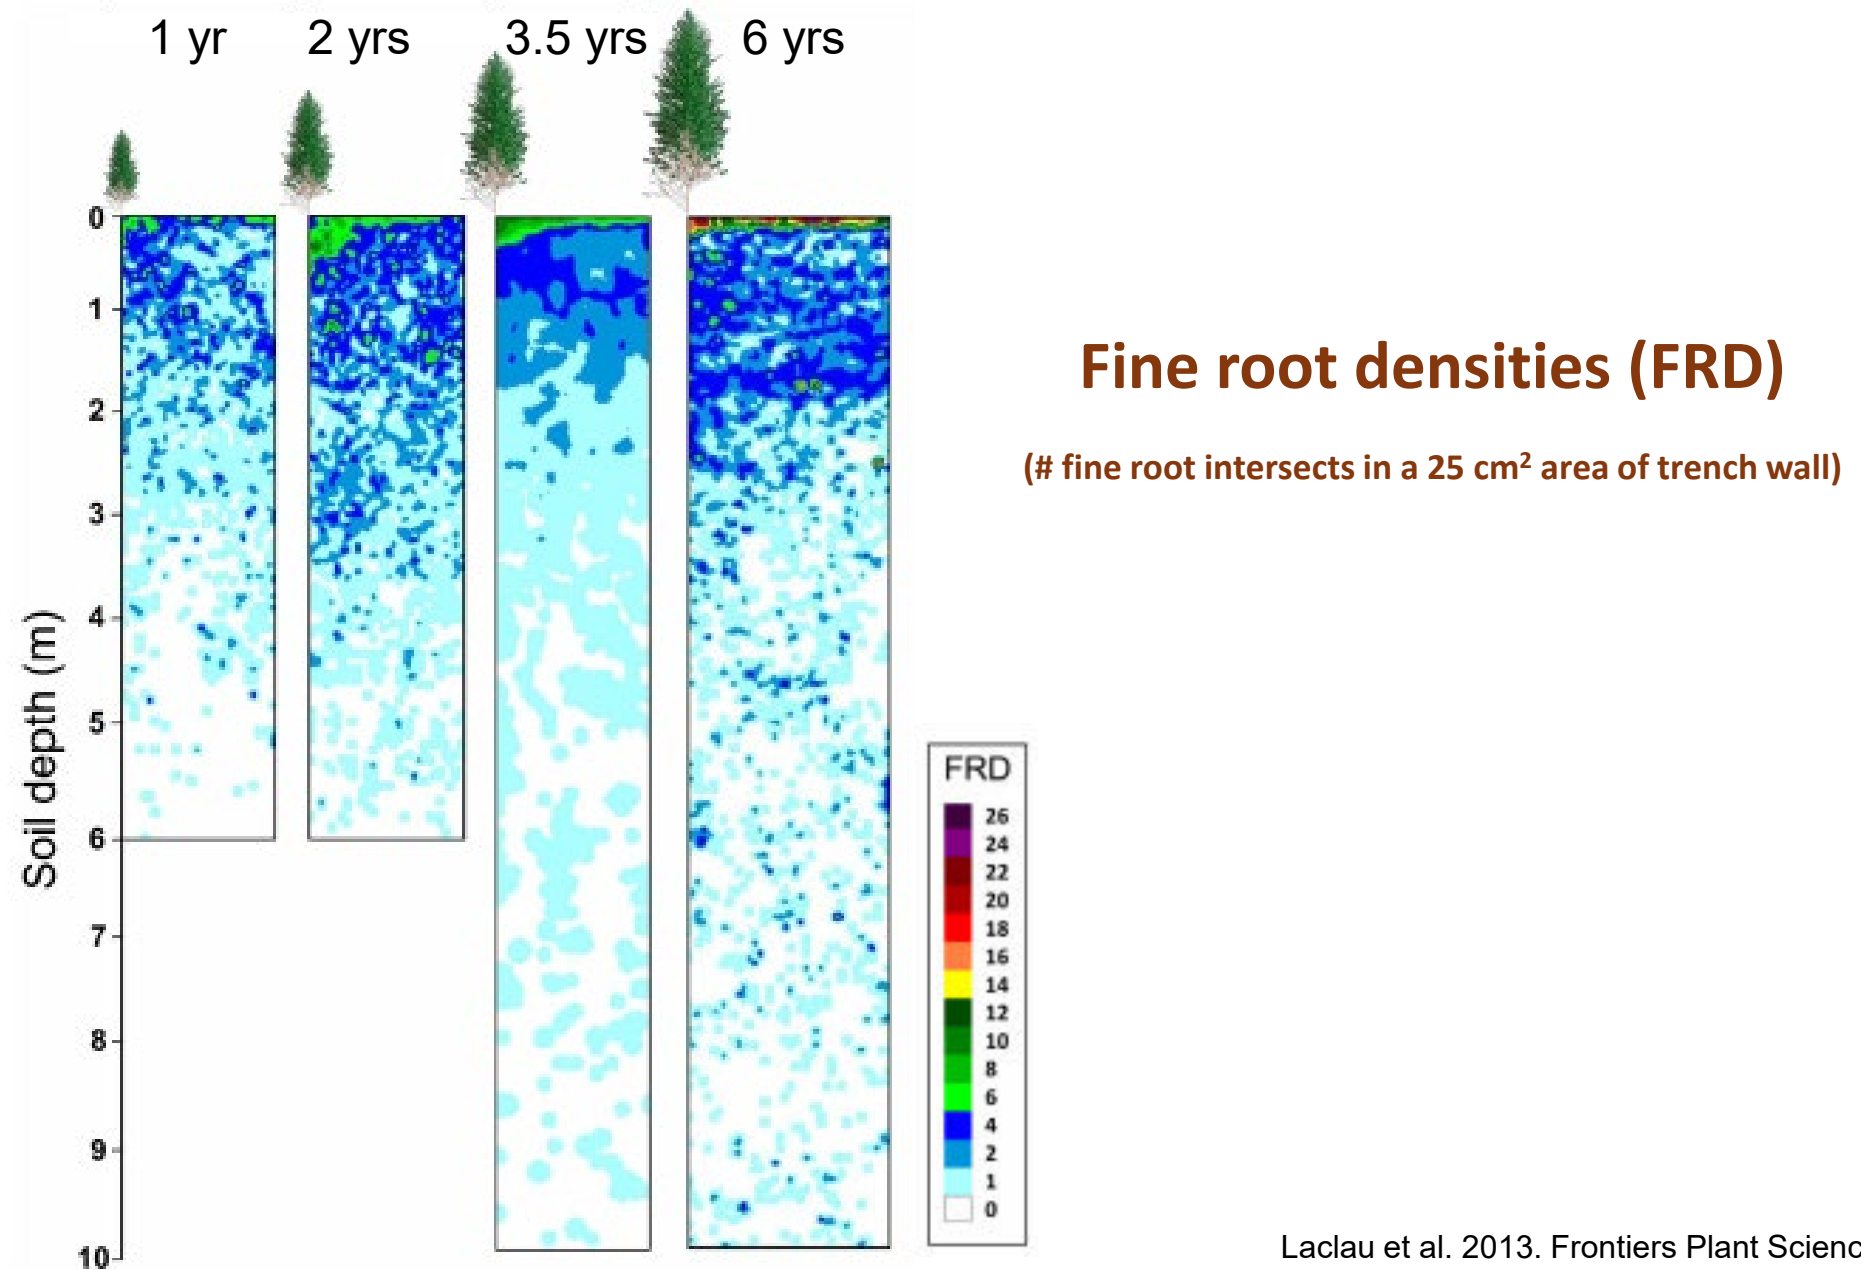 1 yr
2 yrs
3.5 yrs
6 yrs
Soil depth (m)
0
1
2
3
4
5
6
7
8
9
10
Fine root densities (FRD)
(# fine root intersects in a 25 cm² area of trench wall)
FRD
26
24
22
20
18
16
14
12
10
8
6
4
2
1
0
Laclau et al. 2013. Frontiers Plant Scienc